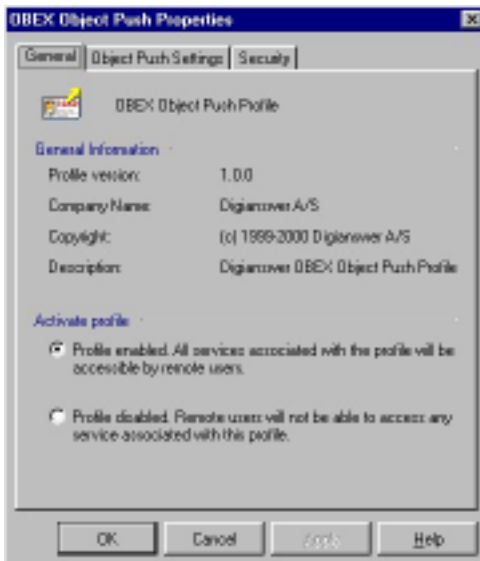 OBEX Object Push Properties
General
Object Push Settings
Security
OBEX Object Push Profile
General Information
Profile version: 1.0.0
Company Name: Digianswer A/S
Copyright: (c) 1999-2000 Digianswer A/S
Description: Digianswer OBEX Object Push Profile
Activate profile
Profile enabled. All services associated with the profile will be
accessible by remote users.
Profile disabled. Remote users will not be able to access any
service associated with this profile.
OK
Cancel
Apply
Help